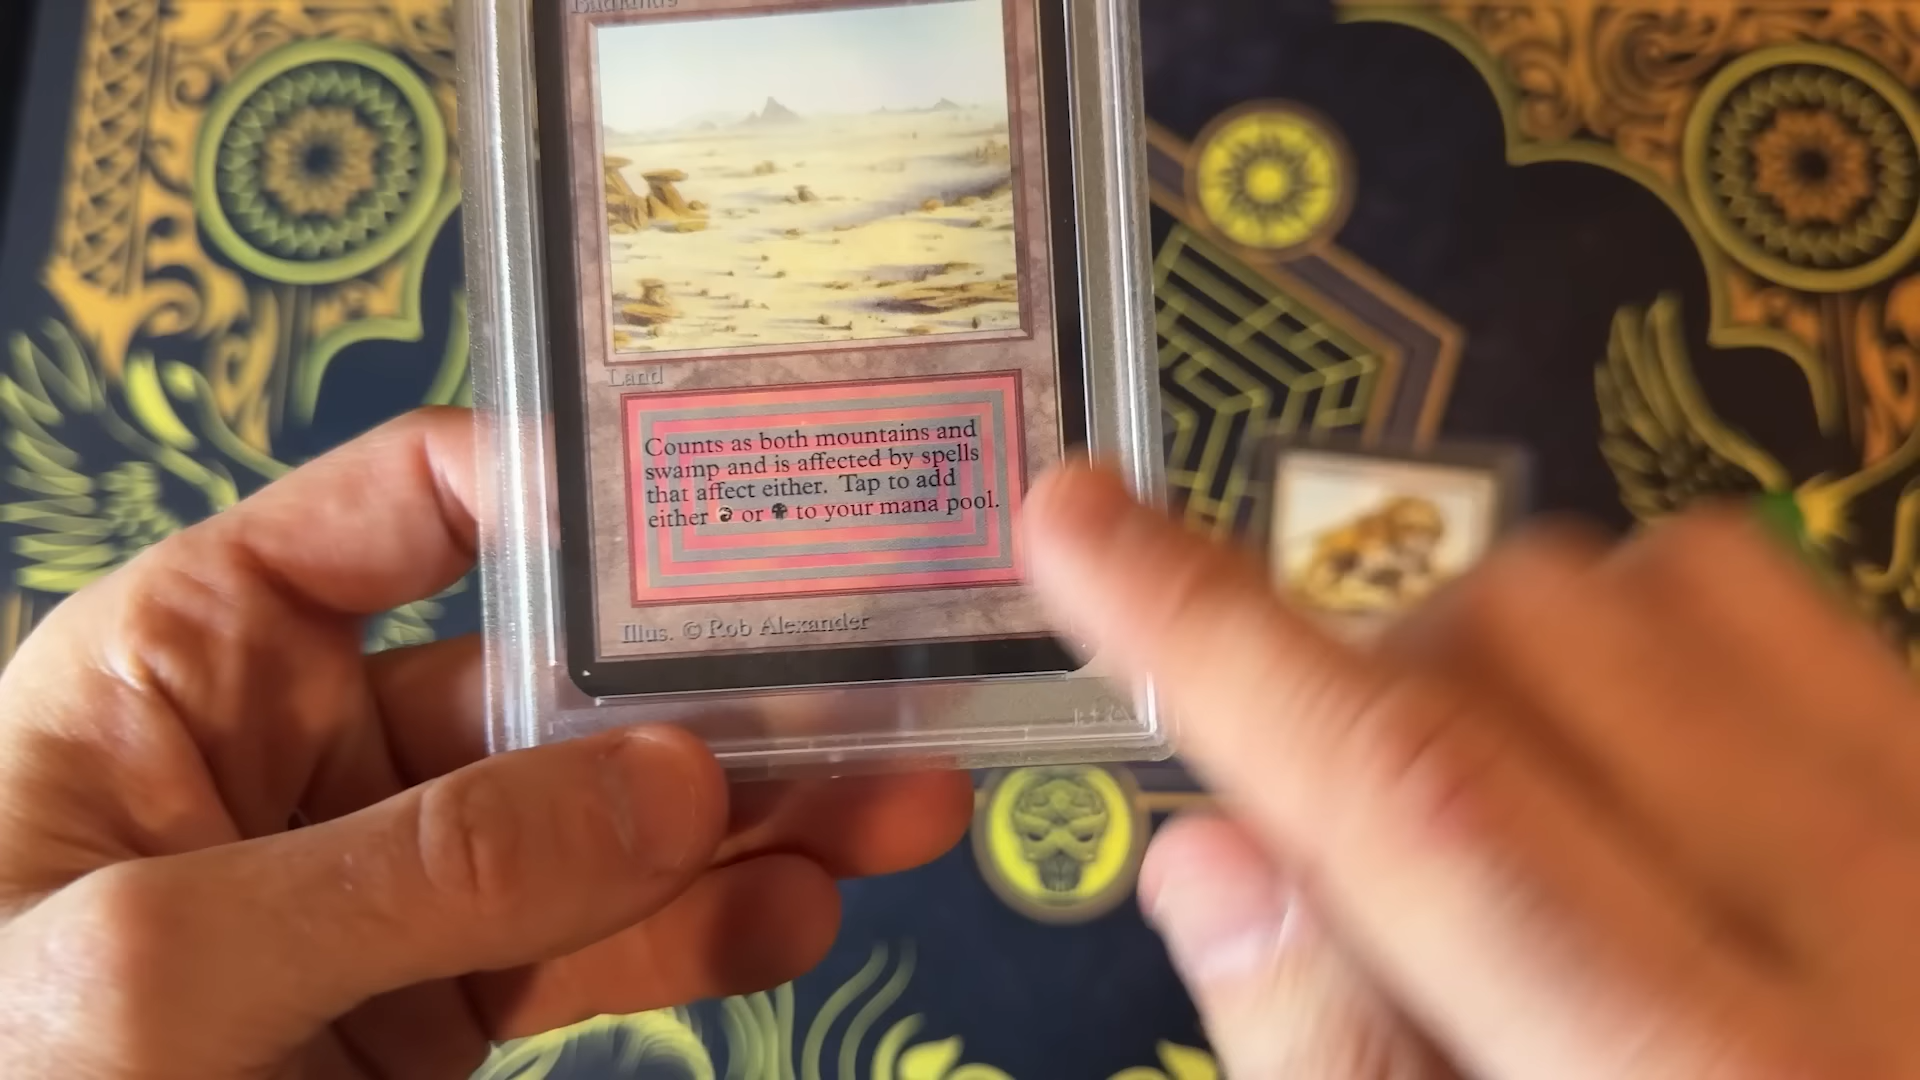 Badlands
Land
Counts as both mountains and
swamp and is affected by spells
that affect either. Tap to add
either or to your mana pool.
Illus. © Rob Alexander